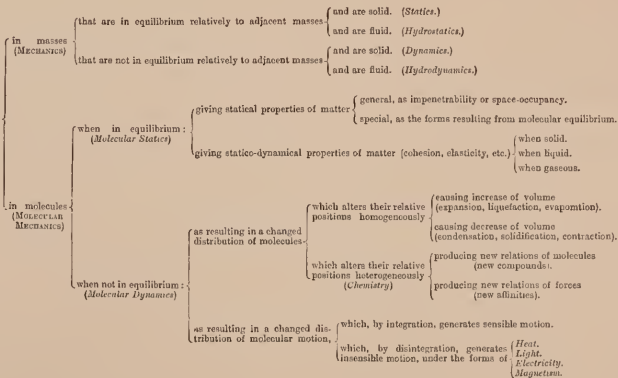 in masses
(MECHANICS)
that are in equilibrium relatively to adjacent masses
and are solid. (Statics.)
and are fluid. (Hydrostatics.)
that are not in equilibrium relatively to adjacent masses
and are solid. (Dynamics.)
and are fluid. (Hydrodynamics.)
in molecules
(MOLECULAR
MECHANICS)
when in equilibrium:
(Molecular Statics)
giving statical properties of matter
general, as impenetrability or space-occupancy.
special, as the forms resulting from molecular equilibrium.
giving statico-dynamical properties of matter (cohesion, elasticity, etc.)
when solid.
when liquid.
when gaseous.
when not in equilibrium:
(Molecular Dynamics)
as resulting in a changed
distribution of molecules
which alters their relative
positions homogeneously
causing increase of volume
(expansion, liquefaction, evapomtion).
causing decrease of volume
(condensation, solidification, contraction).
which alters their relative
positions heterogeneously
(Chemistry)
producing new relations of molecules
(new compounds).
producing new relations of forces
(new affinities).
as resulting in a changed dis-
tribution of molecular motion,
which, by integration, generates sensible motion.
which, by disintegration, generates
insensible motion, under the forms of
Heat.
Light.
Electricity.
Magnetism.